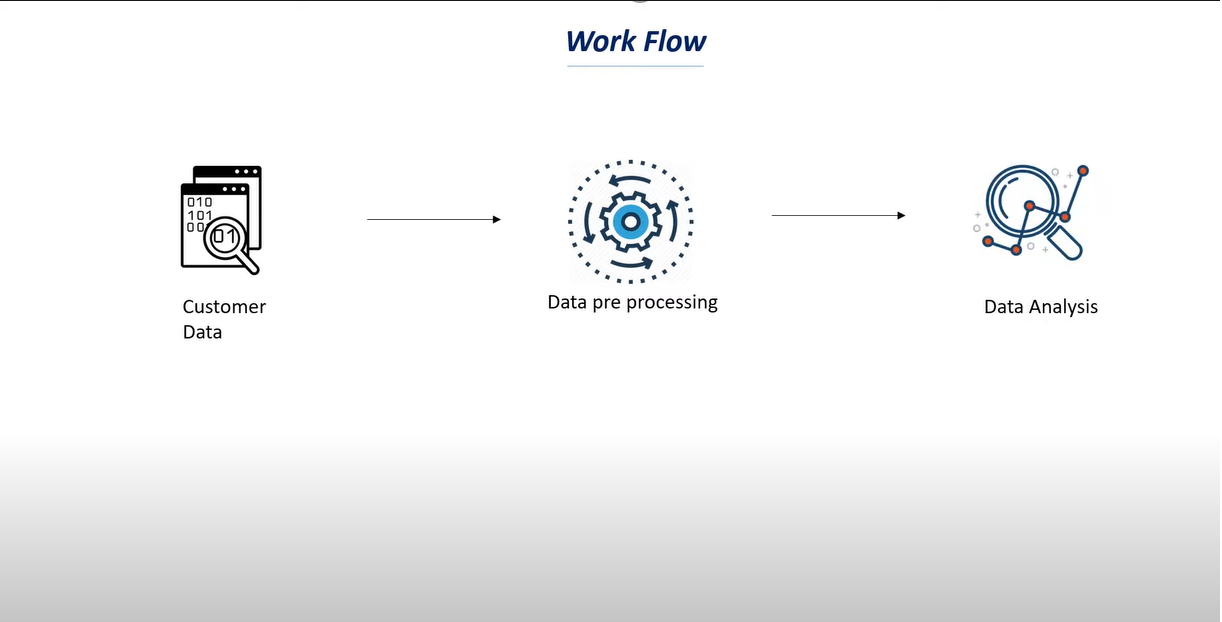 Work Flow
010
101
00
01
Customer
Data
Data pre processing
Data Analysis